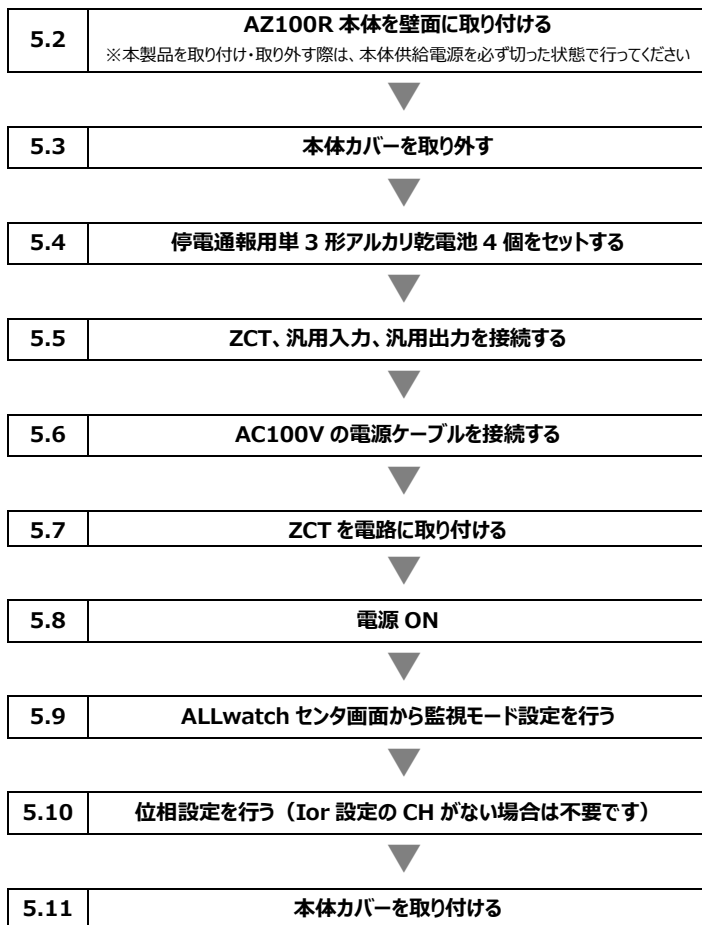 5.2
AZ100R 本体を壁面に取り付ける
※本製品を取り付け・取り外す際は、本体供給電源を必ず切った状態で行ってください
5.3
本体カバーを取り外す
5.4
停電通報用単 3 形アルカリ乾電池 4 個をセットする
5.5
ZCT、汎用入力、汎用出力を接続する
5.6
AC100V の電源ケーブルを接続する
5.7
ZCT を電路に取り付ける
5.8
電源 ON
5.9
ALLwatch センタ画面から監視モード設定を行う
5.10
位相設定を行う（Ior 設定の CH がない場合は不要です）
5.11
本体カバーを取り付ける